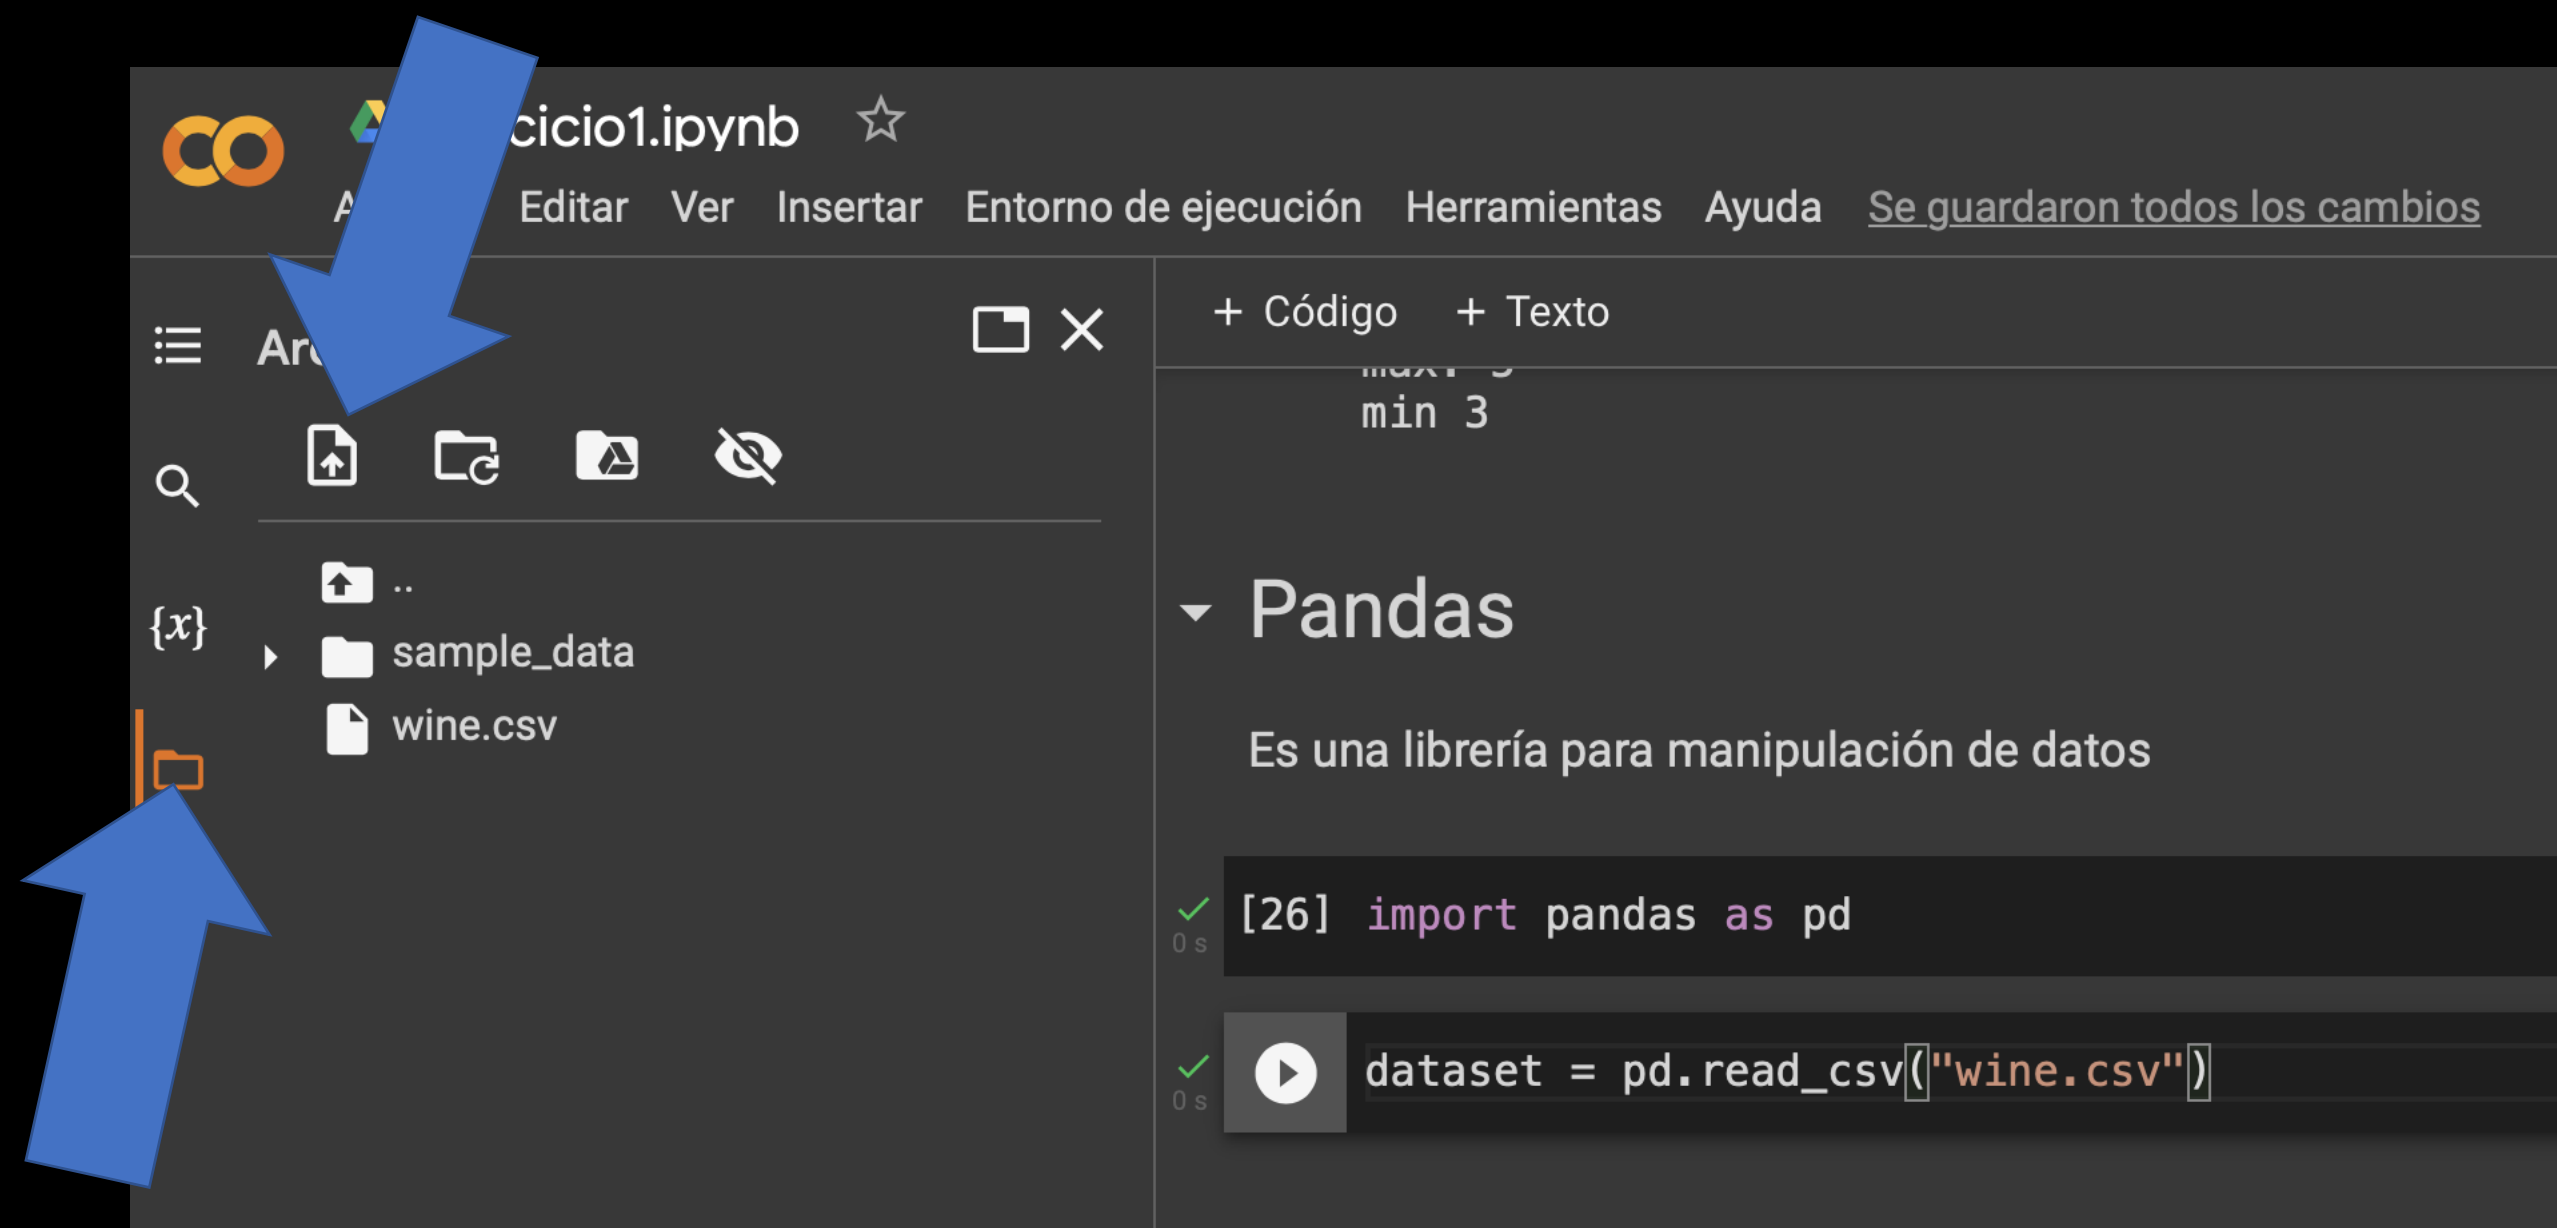 cicio1.ipynb
Editar Ver Insertar Entorno de ejecución Herramientas Ayuda Se guardaron todos los cambios
+ Código + Texto
min 3
{x}
..
sample_data
wine.csv
Pandas
Es una librería para manipulación de datos
[26] import pandas as pd
0 s
dataset = pd.read_csv("wine.csv")
0 s